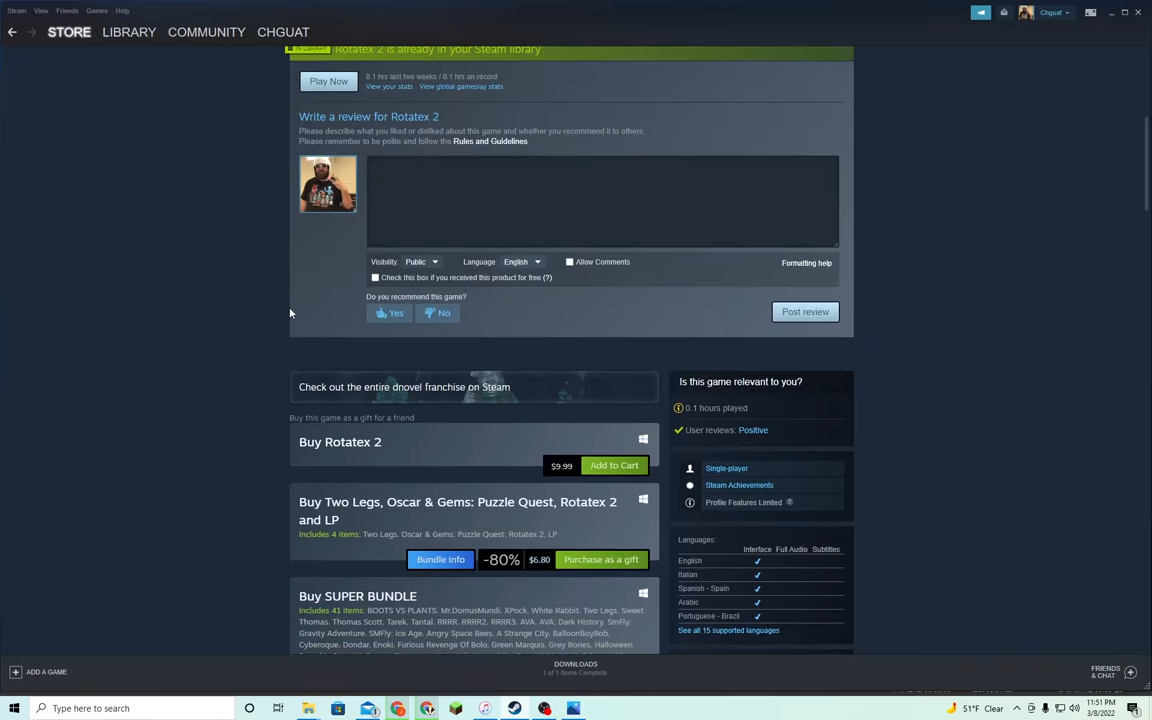 Steam View Friends Games Help
Chguat
STORE LIBRARY COMMUNITY CHGUAT
IN LIBRARY Rotatex 2 is already in your Steam library
Play Now
0.1 hrs last two weeks / 0.1 hrs on record
View your stats View global gameplay stats
Write a review for Rotatex 2
Please describe what you liked or disliked about this game and whether you recommend it to others.
Please remember to be polite and follow the Rules and Guidelines.
Visibility: Public Language: English Allow Comments Formatting help
Check this box if you received this product for free (?)
Do you recommend this game?
Yes No Post review
Check out the entire dnovel franchise on Steam
Buy this game as a gift for a friend
Buy Rotatex 2
$9.99 Add to Cart
Buy Two Legs, Oscar & Gems: Puzzle Quest, Rotatex 2
and LP
Includes 4 items: Two Legs, Oscar & Gems: Puzzle Quest, Rotatex 2, LP
Bundle info -80% $6.80 Purchase as a gift
Buy SUPER BUNDLE
Includes 41 items: BOOTS VS PLANTS, Mr.DomusMundi, XPock, White Rabbit, Two Legs, Sweet
Thomas, Thomas Scott, Tarek, Tantal, RRRR, RRRR2, RRRR3, AVA, AVA, Dark History, SmFly:
Gravity Adventure, SMFly: Ice Age, Angry Space Bees, A Strange City, BalloonBoyBob,
Cyberoque, Dondar, Enoki, Furious Revenge Of Bolo, Green Marquis, Grey Bones, Halloween
Is this game relevant to you?
0.1 hours played
User reviews: Positive
Single-player
Steam Achievements
Profile Features Limited ?
Languages:
Interface Full Audio Subtitles
English
Italian
Spanish - Spain
Arabic
Portuguese - Brazil
See all 15 supported languages
ADD A GAME
DOWNLOADS
1 of 1 Items Complete
FRIENDS
& CHAT
Type here to search
51°F Clear
11:51 PM
3/8/2022